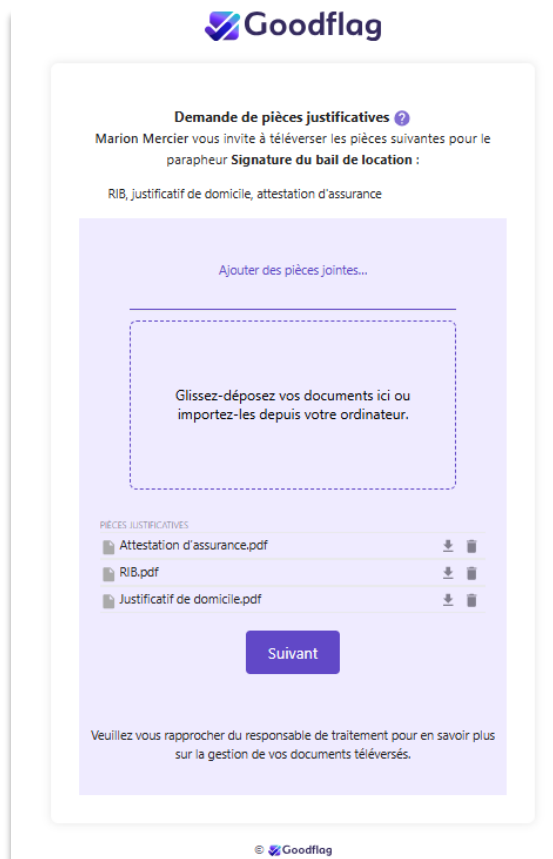 Goodflag
Demande de pièces justificatives ?
Marion Mercier vous invite à téléverser les pièces suivantes pour le
parapheur Signature du bail de location :
RIB, justificatif de domicile, attestation d'assurance
Ajouter des pièces jointes...
Glissez-déposez vos documents ici ou
importez-les depuis votre ordinateur.
PIÈCES JUSTIFICATIVES
Attestation d'assurance.pdf
RIB.pdf
Justificatif de domicile.pdf
Suivant
Veuillez vous rapprocher du responsable de traitement pour en savoir plus
sur la gestion de vos documents téléversés.
© Goodflag